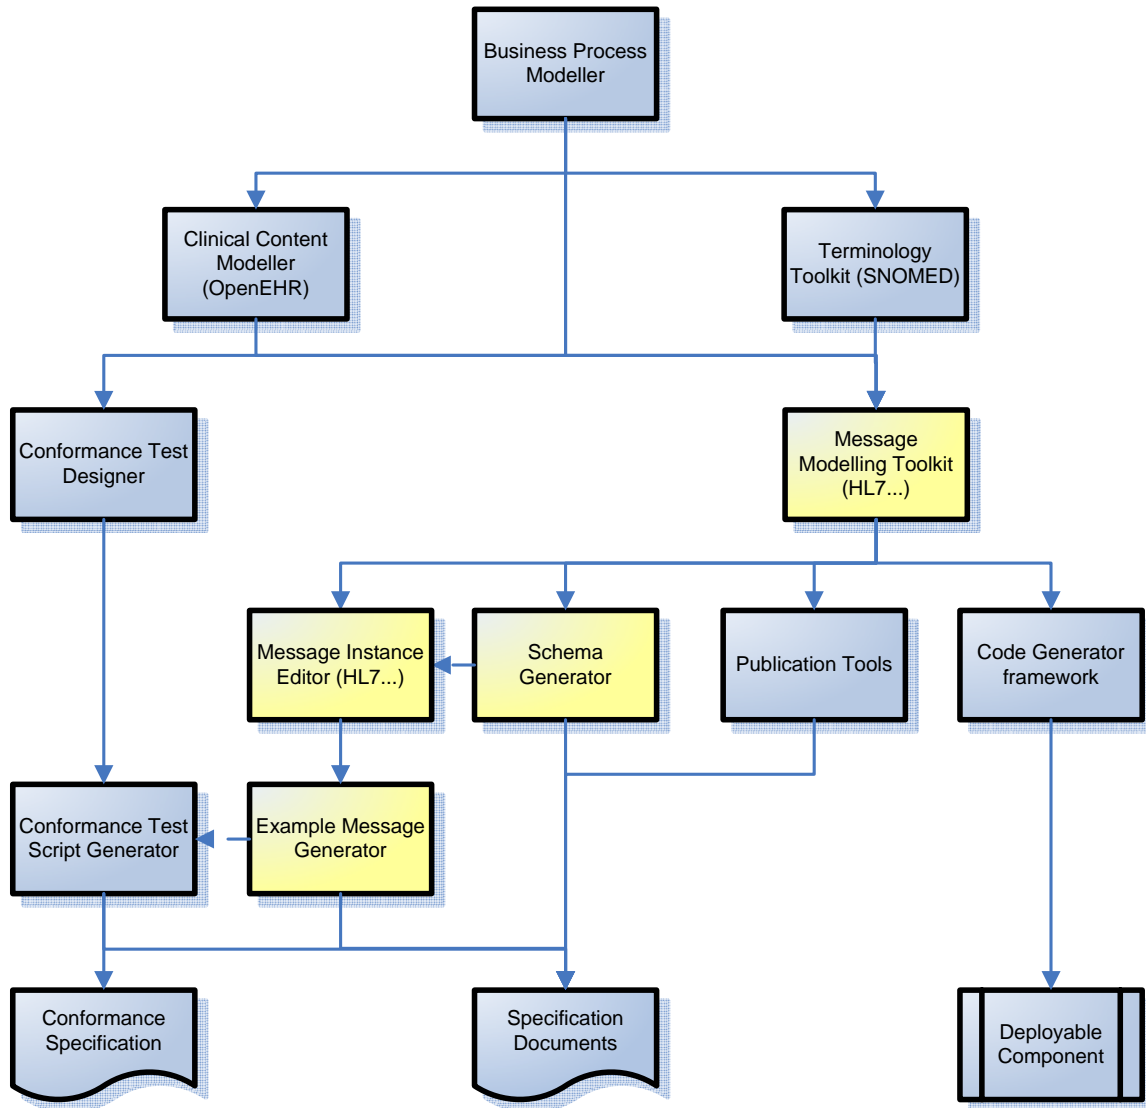 Business Process
Modeller
Clinical Content
Modeller
(OpenEHR)
Terminology
Toolkit (SNOMED)
Conformance Test
Designer
Message
Modelling Toolkit
(HL7...)
Message Instance
Editor (HL7...)
Schema
Generator
Publication Tools
Code Generator
framework
Conformance Test
Script Generator
Example Message
Generator
Conformance
Specification
Specification
Documents
Deployable
Component